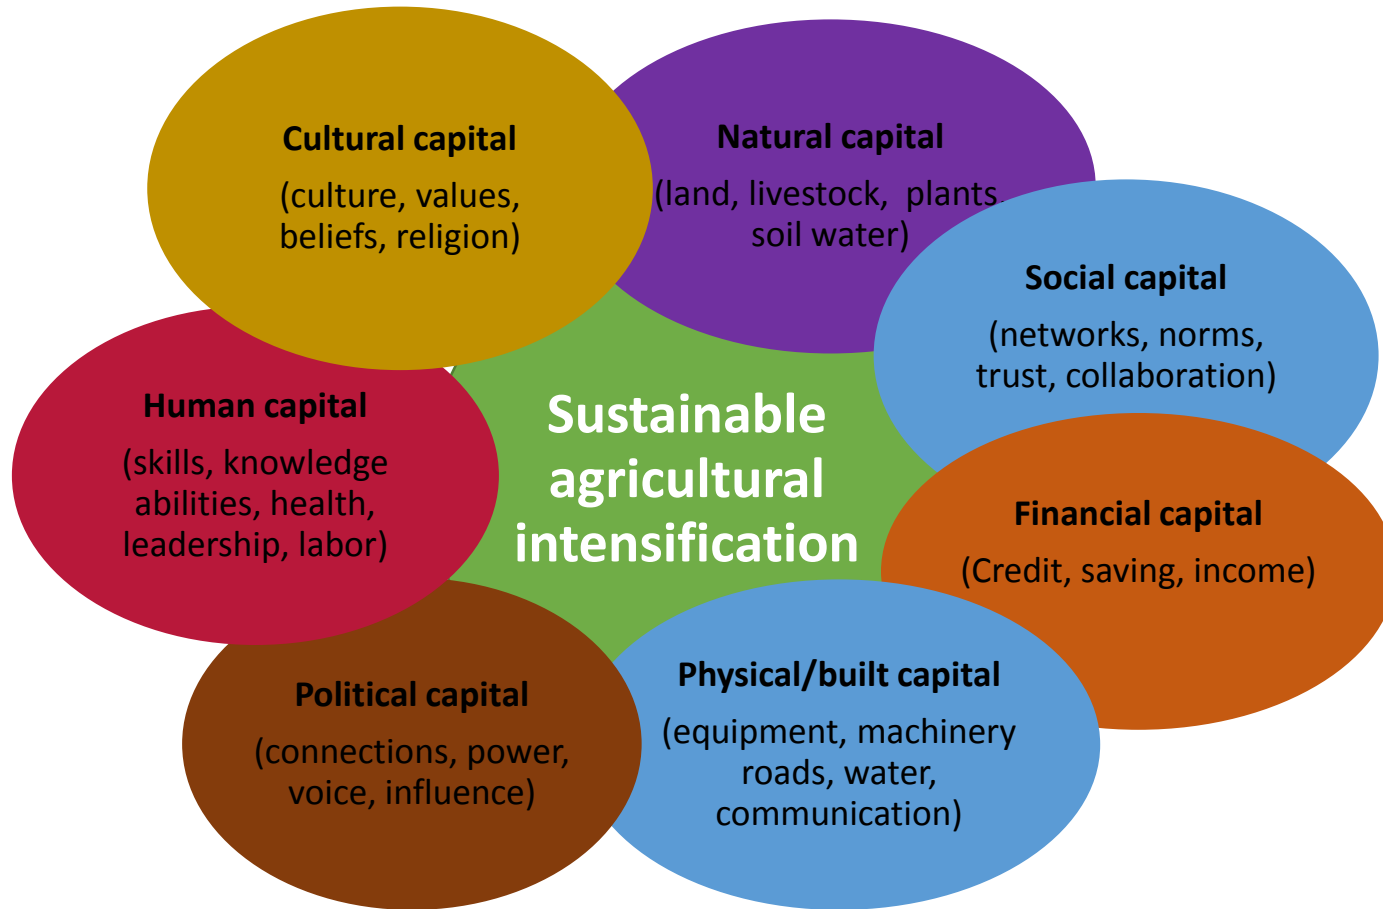 Cultural capital
(culture, values,
beliefs, religion)
Natural capital
(land, livestock, plants,
soil water)
Social capital
(networks, norms,
trust, collaboration)
Human capital
(skills, knowledge
abilities, health,
leadership, labor)
Sustainable
agricultural
intensification
Financial capital
(Credit, saving, income)
Political capital
(connections, power,
voice, influence)
Physical/built capital
(equipment, machinery
roads, water,
communication)